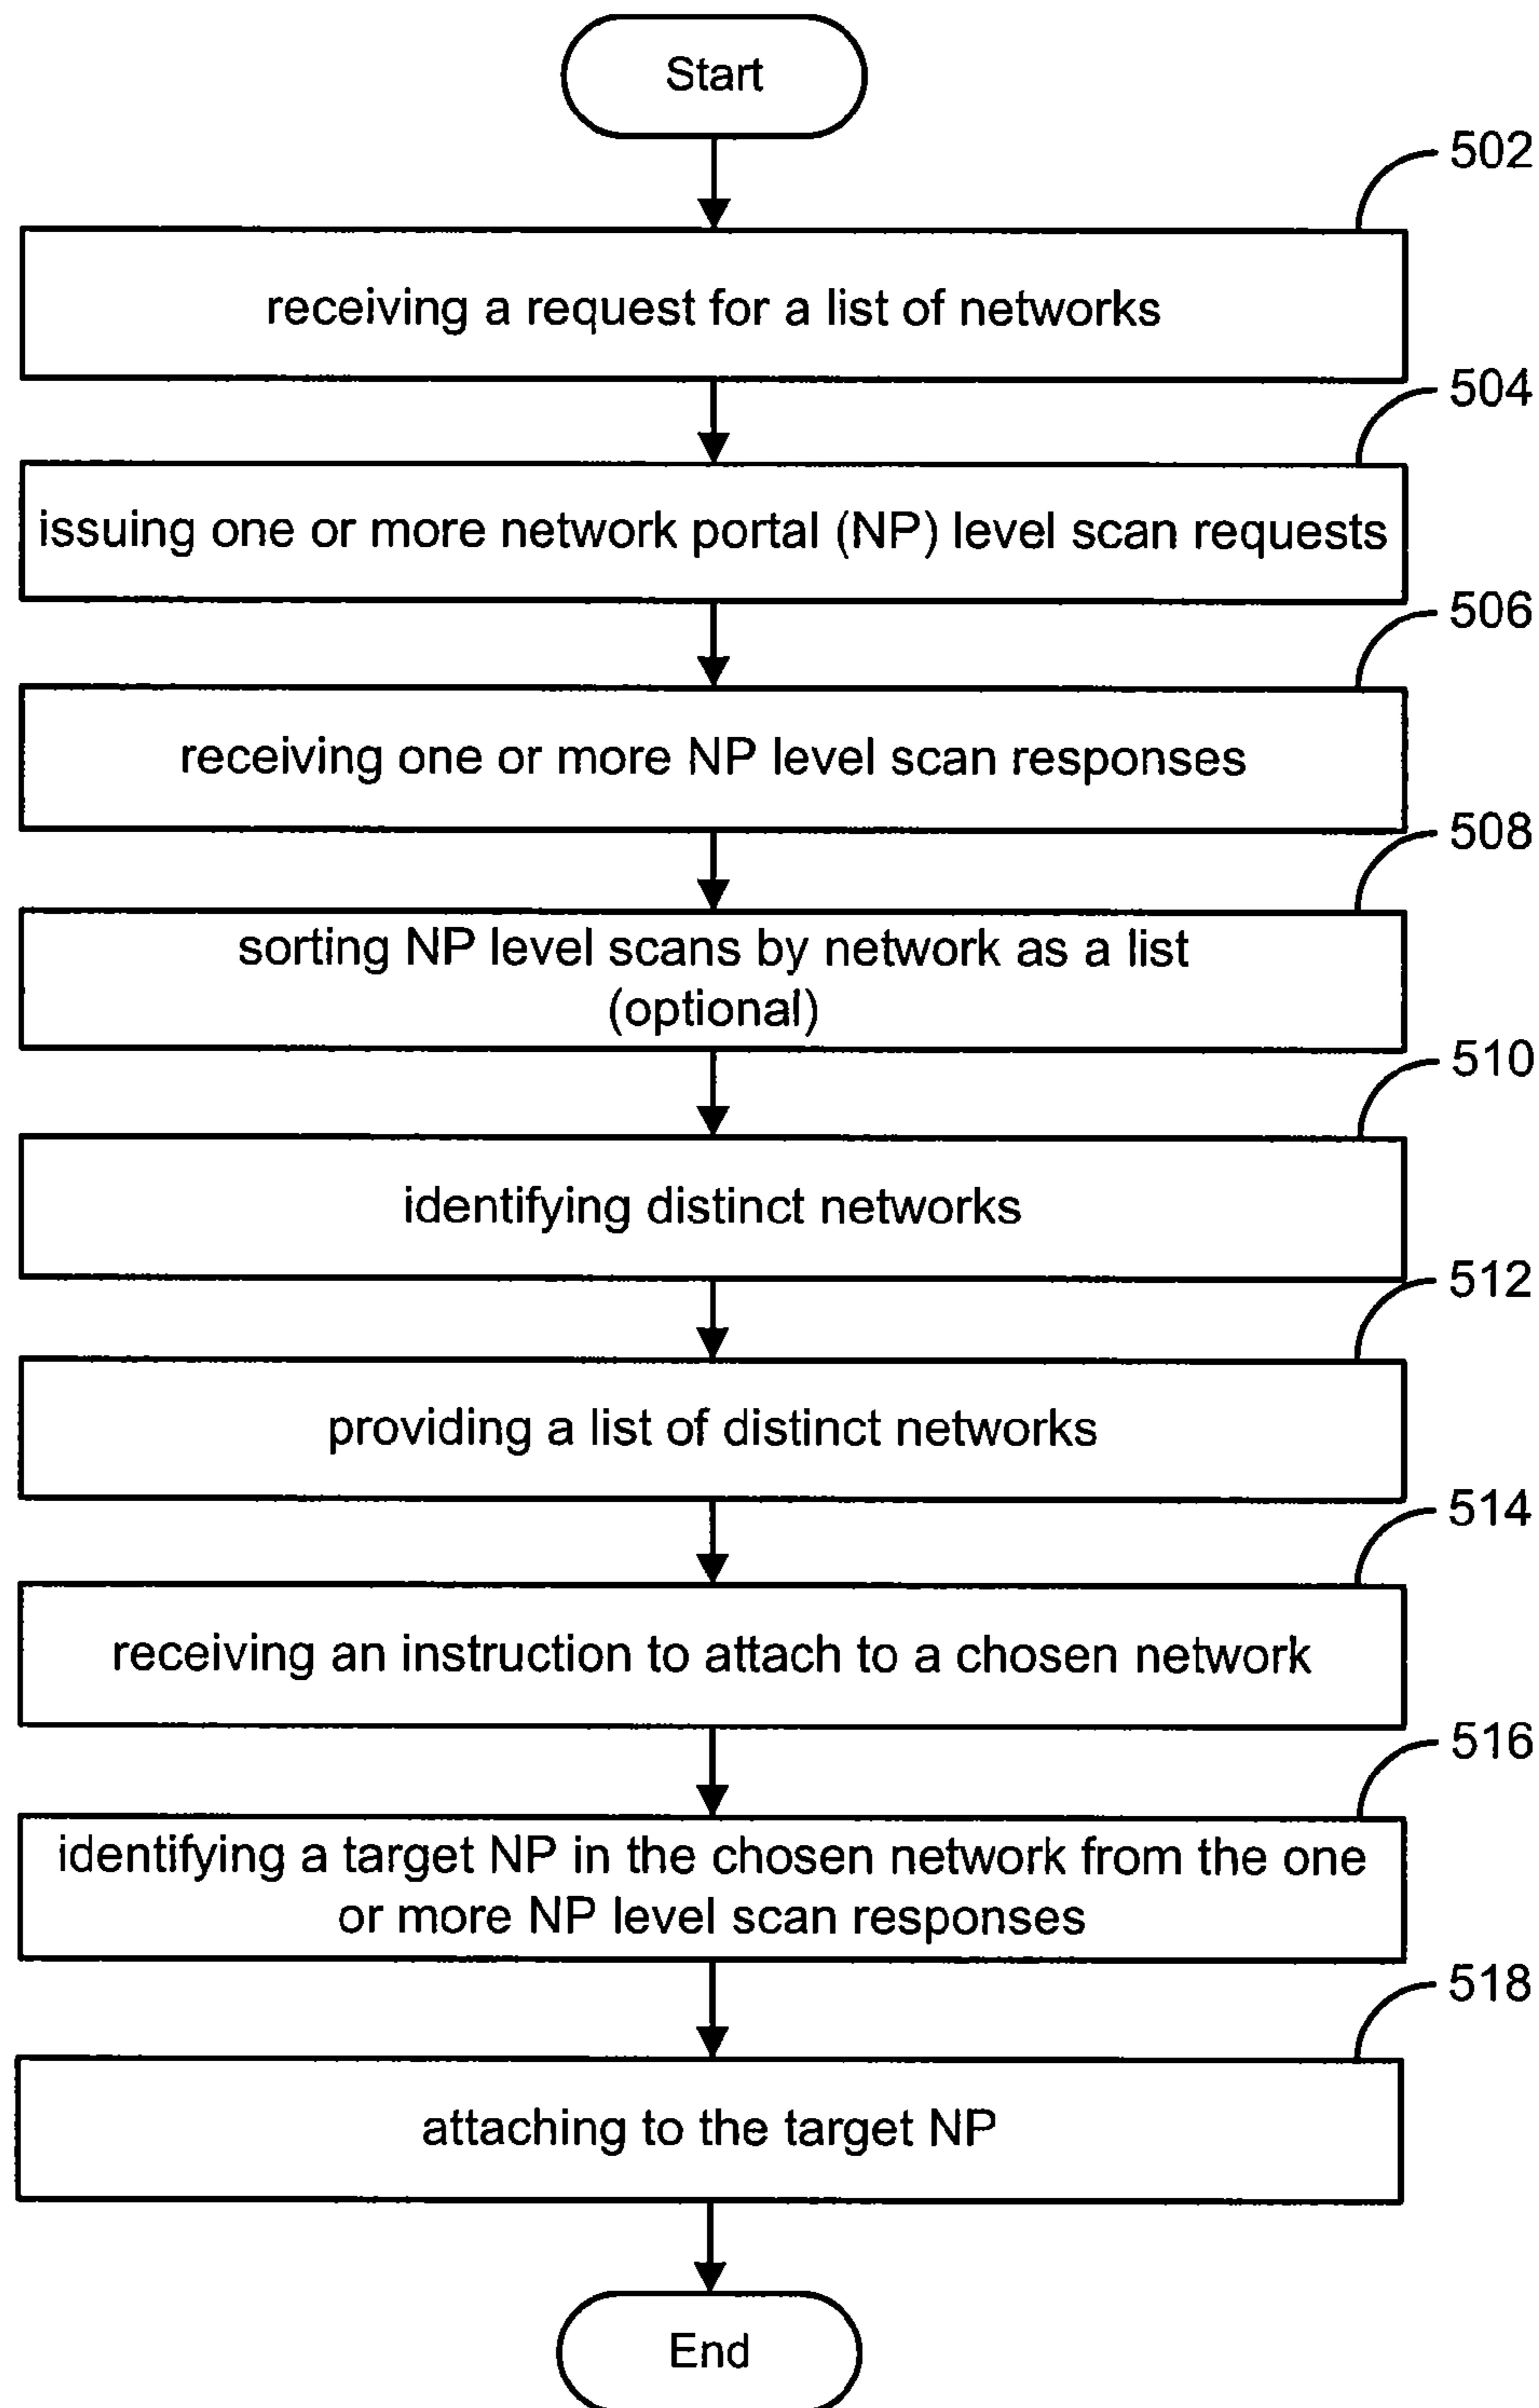 Start
502
receiving a request for a list of networks
504
issuing one or more network portal (NP) level scan requests
506
receiving one or more NP level scan responses
508
sorting NP level scans by network as a list
(optional)
510
identifying distinct networks
512
providing a list of distinct networks
514
receiving an instruction to attach to a chosen network
516
identifying a target NP in the chosen network from the one
or more NP level scan responses
518
attaching to the target NP
End